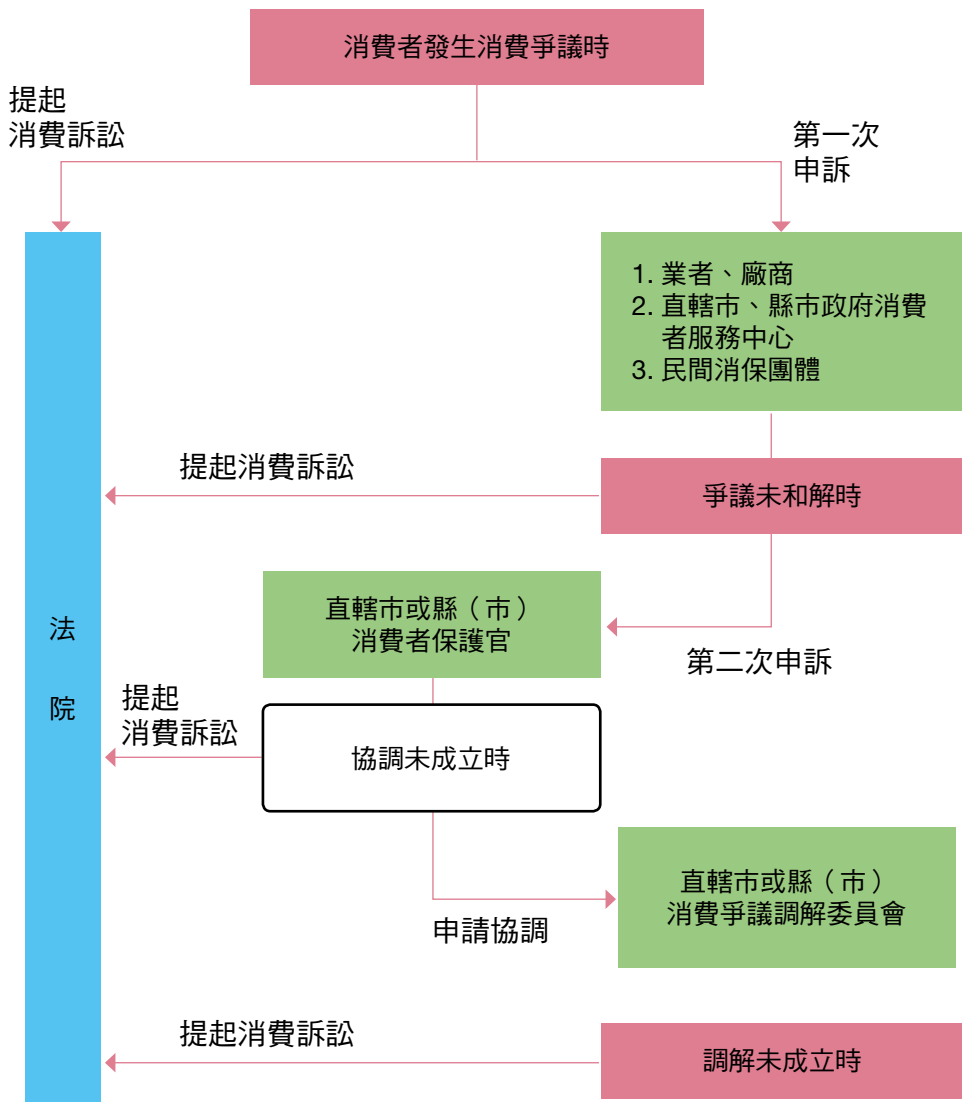 消費者發生消費爭議時
提起
消費訴訟
第一次
申訴
1. 業者、廠商
2. 直轄市、縣市政府消費
者服務中心
3. 民間消保團體
提起消費訴訟
爭議未和解時
直轄市或縣（市）
消費者保護官
第二次申訴
法
院
提起
消費訴訟
協調未成立時
直轄市或縣（市）
消費爭議調解委員會
申請協調
提起消費訴訟
調解未成立時